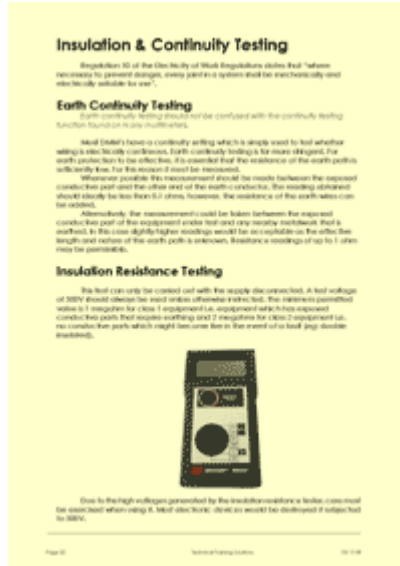 Insulation & Continuity Testing
Regulation 10 of the Electricity at Work Regulations states that "where
necessary to prevent danger, every joint in a system shall be mechanically and
electrically suitable for use".
Earth Continuity Testing
Earth continuity testing should not be confused with the continuity testing
function found on many multimeters.
Most DMM's have a continuity setting which is simply used to test whether
wiring is electrically continuous. Earth continuity testing is far more stringent. For
earth protection to be effective, it is essential that the resistance of the earth path is
sufficiently low. For this reason it must be measured.
Whenever possible this measurement should be made between the exposed
conductive part and the other end of the earth conductor. The reading obtained
should ideally be less than 0.1 ohms, however, the resistance of the earth wires can
be added.
Alternatively, the measurement could be taken between the exposed
conductive part of the equipment under test and any nearby metalwork that is
earthed. In this case slightly higher readings would be acceptable as the effective
length and nature of the earth path is unknown. Resistance readings of up to 1 ohm
may be permissible.
Insulation Resistance Testing
This test can only be carried out with the supply disconnected. A test voltage
of 500V should always be used unless otherwise instructed. The minimum permitted
value is 1 megohm for class 1 equipment i.e. equipment which has exposed
conductive parts that require earthing and 2 megohms for class 2 equipment i.e.
no conductive parts which might become live in the event of a fault (eg: double
insulated).
Due to the high voltages generated by the insulation resistance tester, care must
be exercised when using it. Most electronic devices would be destroyed if subjected
to 500V.
Technical Training Solutions